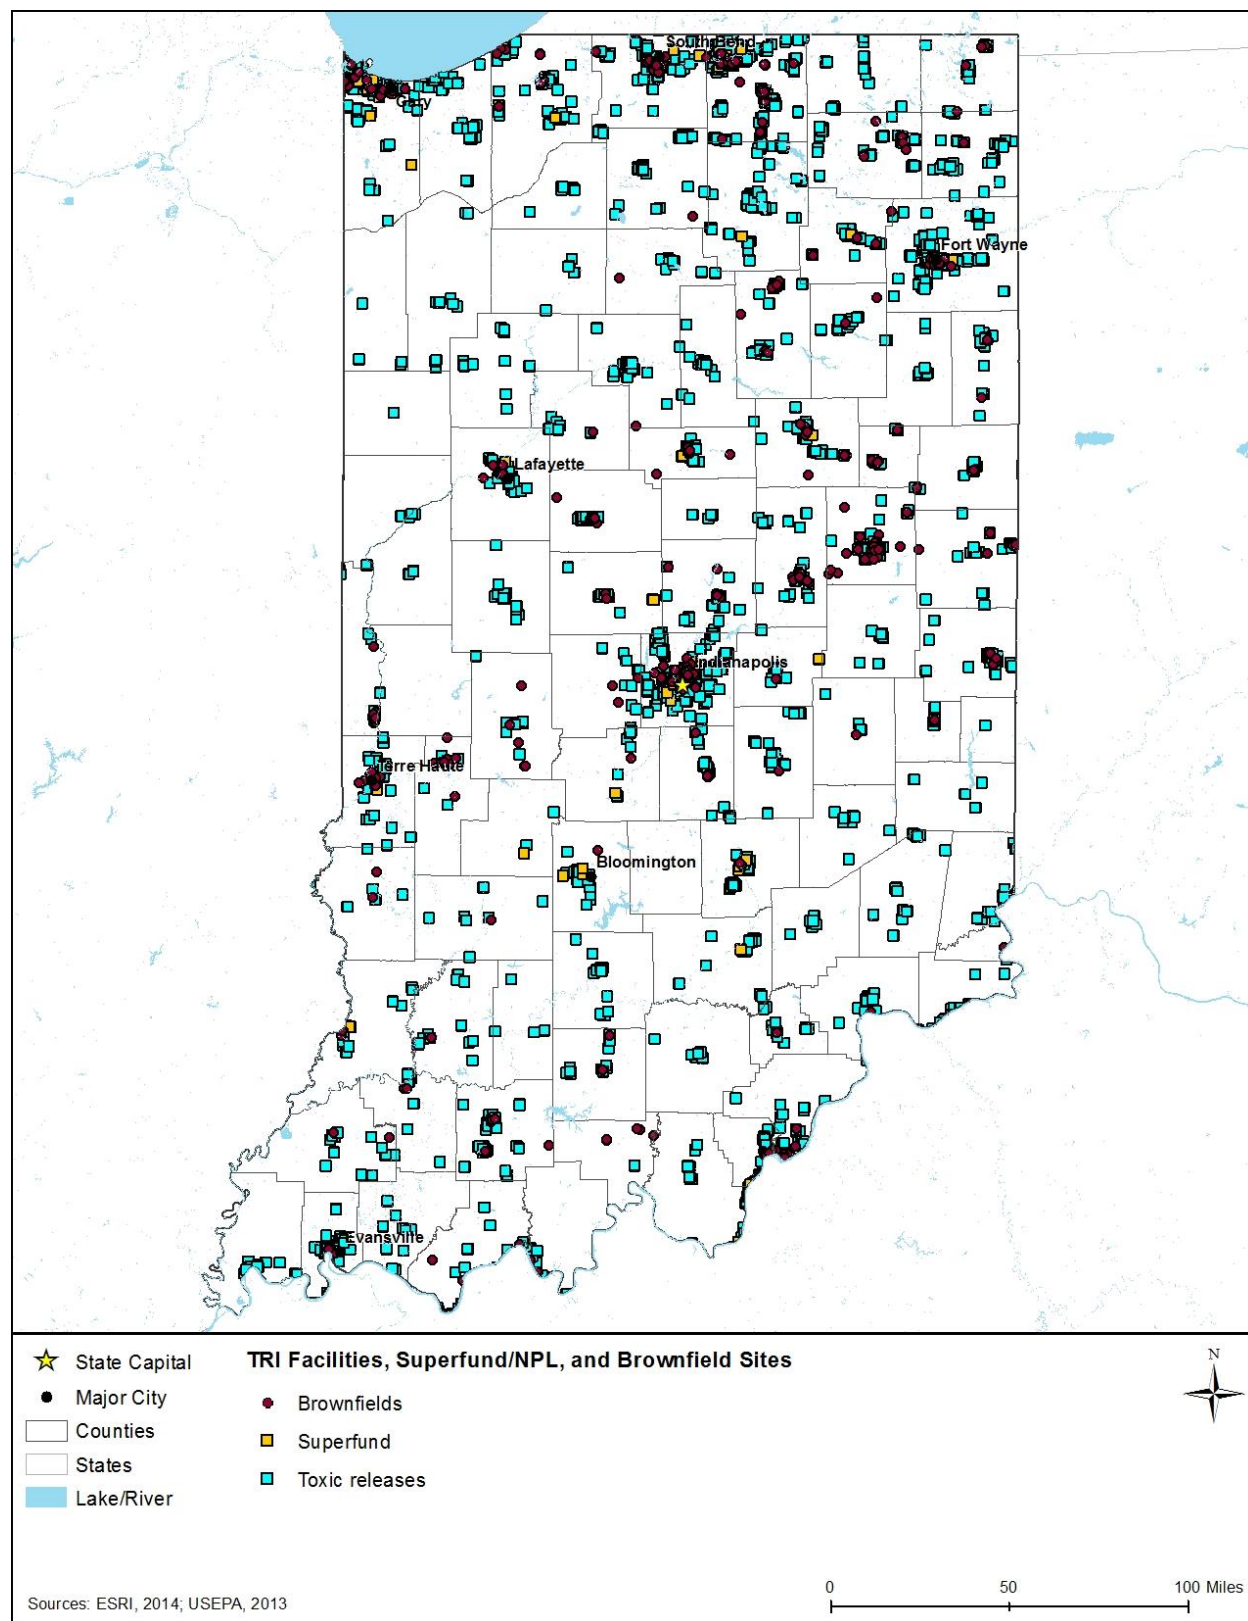 South Bend
Gary
Fort Wayne
Lafayette
Indianapolis
Terre Haute
Bloomington
Evansville
State Capital
Major City
Counties
States
Lake/River
TRI Facilities, Superfund/NPL, and Brownfield Sites
Brownfields
Superfund
Toxic releases
N
0 50 100 Miles
Sources: ESRI, 2014; USEPA, 2013